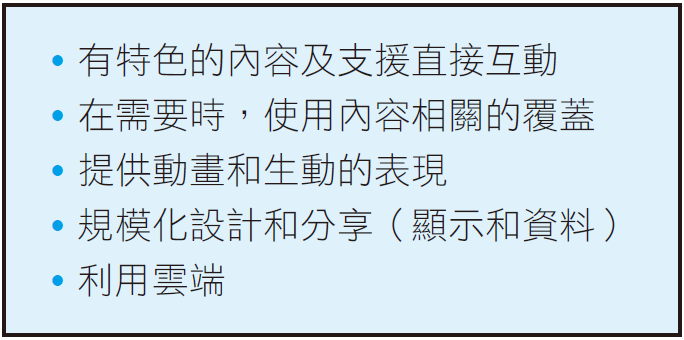 • 有特色的內容及支援直接互動
• 在需要時，使用內容相關的覆蓋
• 提供動畫和生動的表現
• 規模化設計和分享（顯示和資料）
• 利用雲端